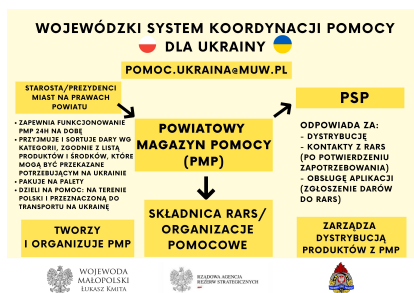 WOJEWÓDZKI SYSTEM KOORDYNACJI POMOCY
DLA UKRAINY
POMOC.UKRAINA@MUW.PL
STAROSTA/PREZYDENCI
MIAST NA PRAWACH
POWIATU
• ZAPEWNIA FUNKCJONOWANIE
PMP 24H NA DOBĘ
• PRZYJMUJE I SORTUJE DARY WG
KATEGORII, ZGODNIE Z LISTĄ
PRODUKTÓW I ŚRODKÓW, KTÓRE
MOGĄ BYĆ PRZEKAZANE
POTRZEBUJĄCYM NA UKRAINIE
• PAKUJE NA PALETY
• DZIELI NA POMOC: NA TERENIE
POLSKI I PRZEZNACZONĄ DO
TRANSPORTU NA UKRAINĘ
TWORZY
I ORGANIZUJE PMP
POWIATOWY
MAGAZYN POMOCY
(PMP)
SKŁADNICA RARS/
ORGANIZACJE
POMOCOWE
PSP
ODPOWIADA ZA:
- DYSTRYBUCJĘ
- KONTAKTY Z RARS
(PO POTWIERDZENIU
ZAPOTRZEBOWANIA)
- OBSŁUGĘ APLIKACJI
(ZGŁOSZENIE DARÓW
DO RARS)
ZARZĄDZA
DYSTRYBUCJĄ
PRODUKTÓW Z PMP
WOJEWODA
MAŁOPOLSKI
ŁUKASZ KMITA
RZĄDOWA AGENCJA
REZERW STRATEGICZNYCH